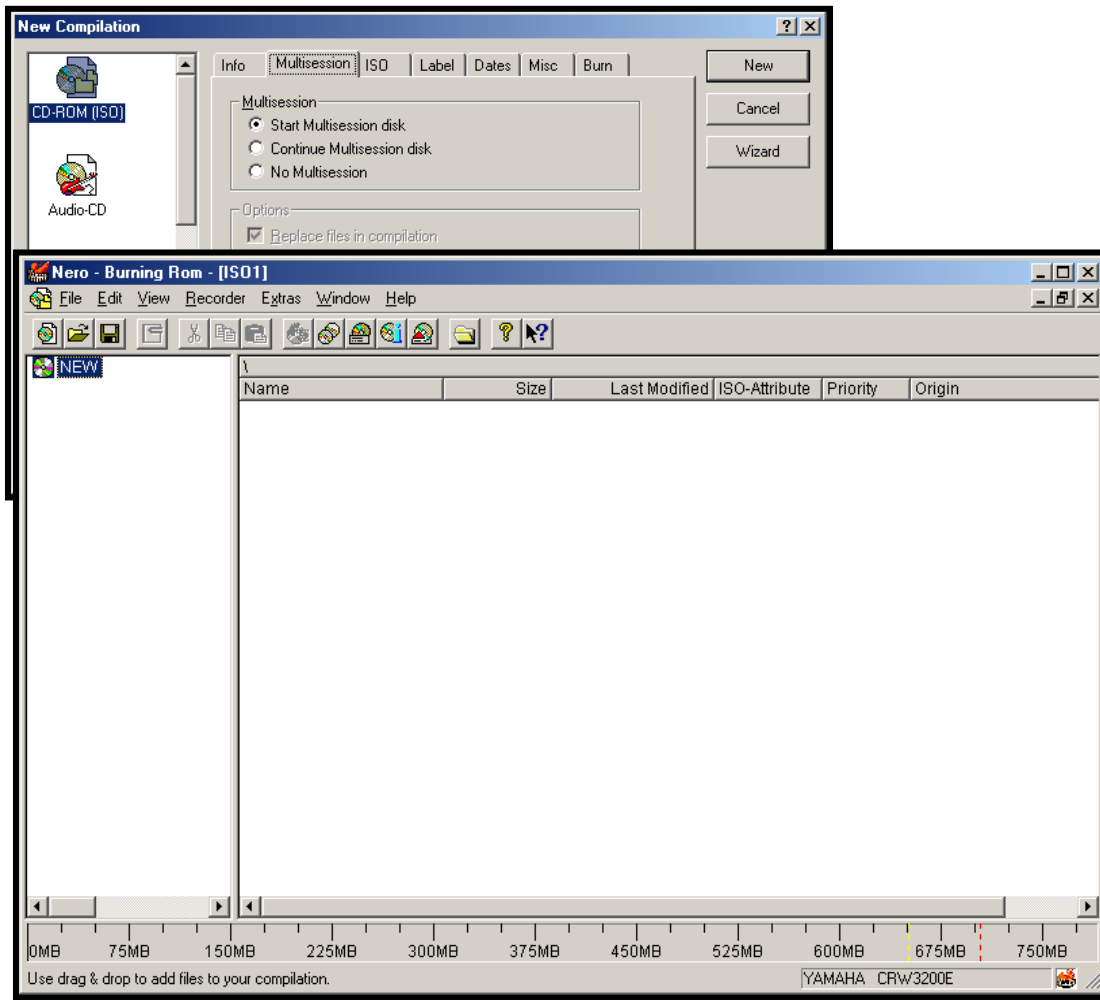 New Compilation
Info Multisession ISO Label Dates Misc Burn New
Multisession
CD-ROM (ISO) Start Multisession disk Cancel
Continue Multisession disk Wizard
No Multisession
Audio-CD
Options
Replace files in compilation
Nero - Burning Rom - [ISO1]
File Edit View Recorder Extras Window Help
NEW
\
Name Size Last Modified ISO-Attribute Priority Origin
0MB 75MB 150MB 225MB 300MB 375MB 450MB 525MB 600MB 675MB 750MB
Use drag & drop to add files to your compilation. YAMAHA CRW3200E